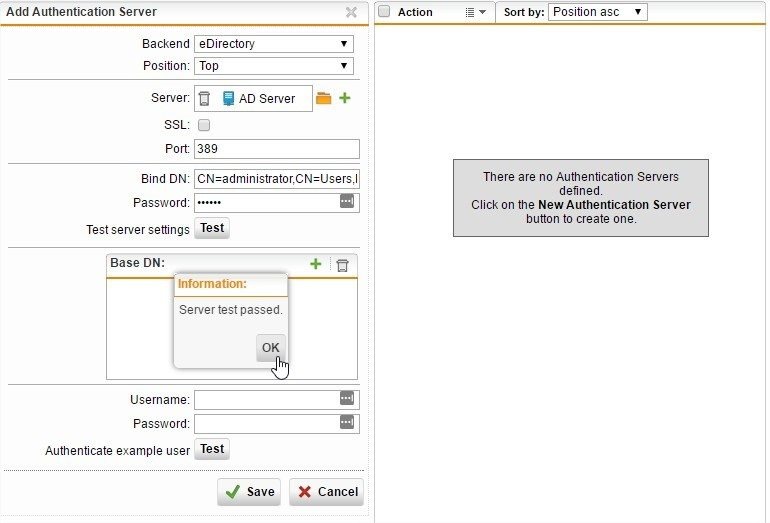 Add Authentication Server
Backend eDirectory
Position: Top
Server: AD Server
SSL:
Port: 389
Bind DN: CN=administrator,CN=Users,
Password: ••••••
Test server settings Test
Base DN:
Information:
Server test passed.
OK
Username:
Password:
Authenticate example user Test
Save Cancel
Action Sort by: Position asc
There are no Authentication Servers
defined.
Click on the New Authentication Server
button to create one.